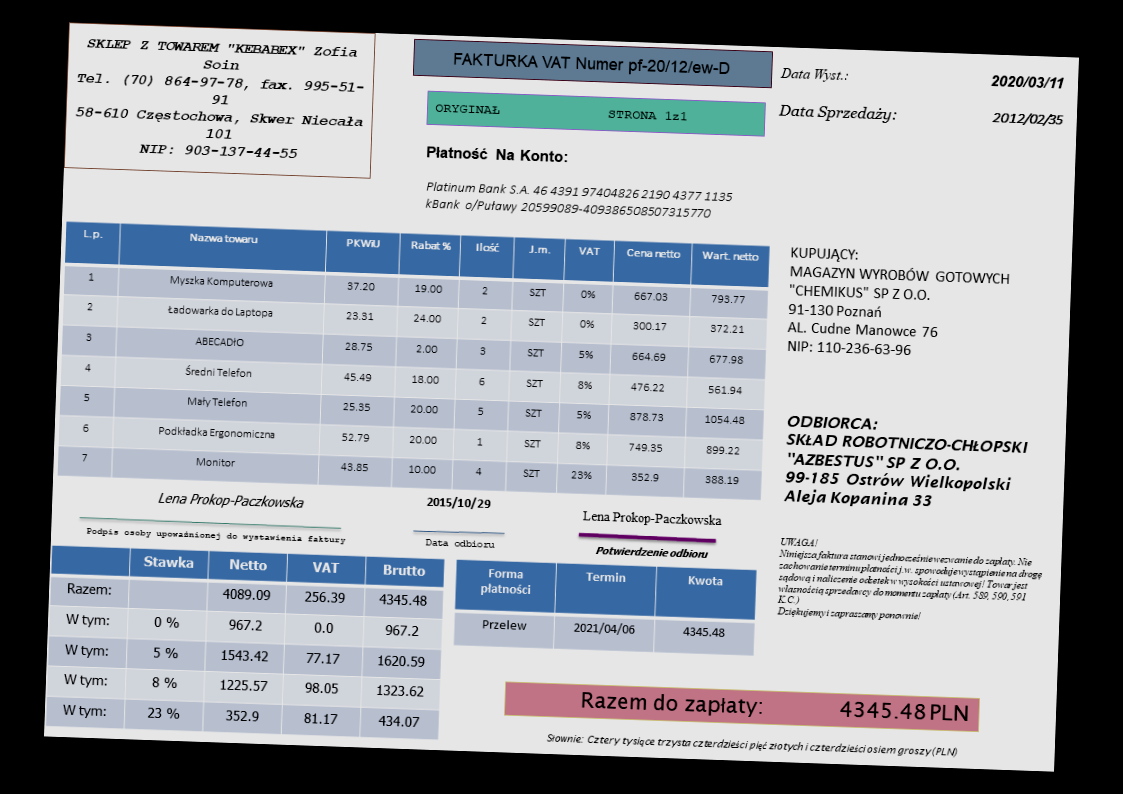 SKLEP Z TOWAREM "KEBABEX" Zofia
Soin
Tel. (70) 864-97-78, fax. 995-51-
91
58-610 Częstochowa, Skwer Niecała
101
NIP: 903-137-44-55
FAKTURKA VAT Numer pf-20/12/ew-D
ORYGINAŁ STRONA 1z1
Data Wyst.: 2020/03/11
Data Sprzedaży: 2012/02/35
Płatność Na Konto:
Platinum Bank S.A. 46 4391 97404826 2190 4377 1135
kBank o/Puławy 20599089-409386508507315770
L.p. Nazwa towaru PKWiU Rabat % Ilość J.m. VAT Cena netto Wart. netto
1 Myszka Komputerowa 37.20 19.00 2 SZT 0% 667.03 793.77
2 Ładowarka do Laptopa 23.31 24.00 2 SZT 0% 300.17 372.21
3 ABECADŁO 28.75 2.00 3 SZT 5% 664.69 677.98
4 Średni Telefon 45.49 18.00 6 SZT 8% 476.22 561.94
5 Mały Telefon 25.35 20.00 5 SZT 5% 878.73 1054.48
6 Podkładka Ergonomiczna 52.79 20.00 1 SZT 8% 749.35 899.22
7 Monitor 43.85 10.00 4 SZT 23% 352.9 388.19
KUPUJĄCY:
MAGAZYN WYROBÓW GOTOWYCH
"CHEMIKUS" SP Z O.O.
91-130 Poznań
AL. Cudne Manowce 76
NIP: 110-236-63-96
ODBIORCA:
SKŁAD ROBOTNICZO-CHŁOPSKI
"AZBESTUS" SP Z O.O.
99-185 Ostrów Wielkopolski
Aleja Kopanina 33
Lena Prokop-Paczkowska
Podpis osoby upoważnionej do wystawienia faktury
2015/10/29
Data odbioru
Lena Prokop-Paczkowska
Potwierdzenie odbioru
UWAGA!
Niniejsza faktura stanowi jednocześnie wezwanie do zapłaty. Nie
zachowanie terminu płatności j.w. spowoduje wystąpienie na drogę
sądową i naliczenie odsetek w wysokości ustawowej! Towar jest
własnością sprzedawcy do momentu zapłaty (Art. 589, 590, 591
K.C.)
Dziękujemy i zapraszamy ponownie!
Stawka Netto VAT Brutto
Razem: 4089.09 256.39 4345.48
W tym: 0 % 967.2 0.0 967.2
W tym: 5 % 1543.42 77.17 1620.59
W tym: 8 % 1225.57 98.05 1323.62
W tym: 23 % 352.9 81.17 434.07
Forma
płatności Termin Kwota
Przelew 2021/04/06 4345.48
Razem do zapłaty: 4345.48 PLN
Słownie: Cztery tysiące trzysta czterdzieści pięć złotych i czterdzieści osiem groszy (PLN)